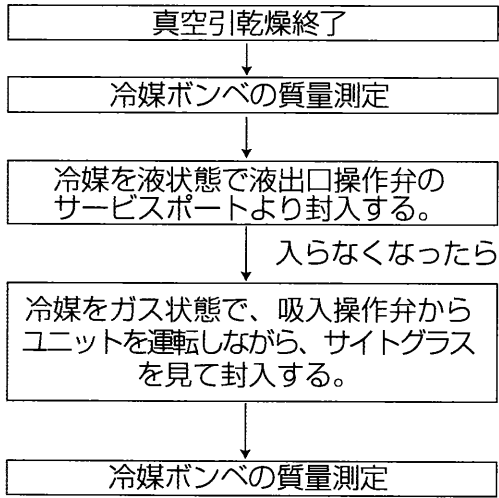 真空引乾燥終了
冷媒ボンベの質量測定
冷媒を液状態で液出口操作弁の
サービスポートより封入する。
入らなくなったら
冷媒をガス状態で、吸入操作弁から
ユニットを運転しながら、サイトグラス
を見て封入する。
冷媒ボンベの質量測定